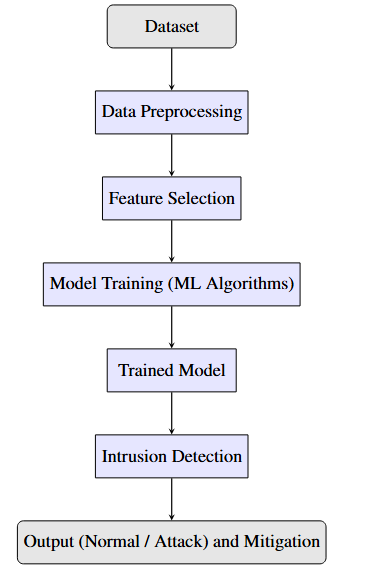 Dataset
Data Preprocessing
Feature Selection
Model Training (ML Algorithms)
Trained Model
Intrusion Detection
Output (Normal / Attack) and Mitigation